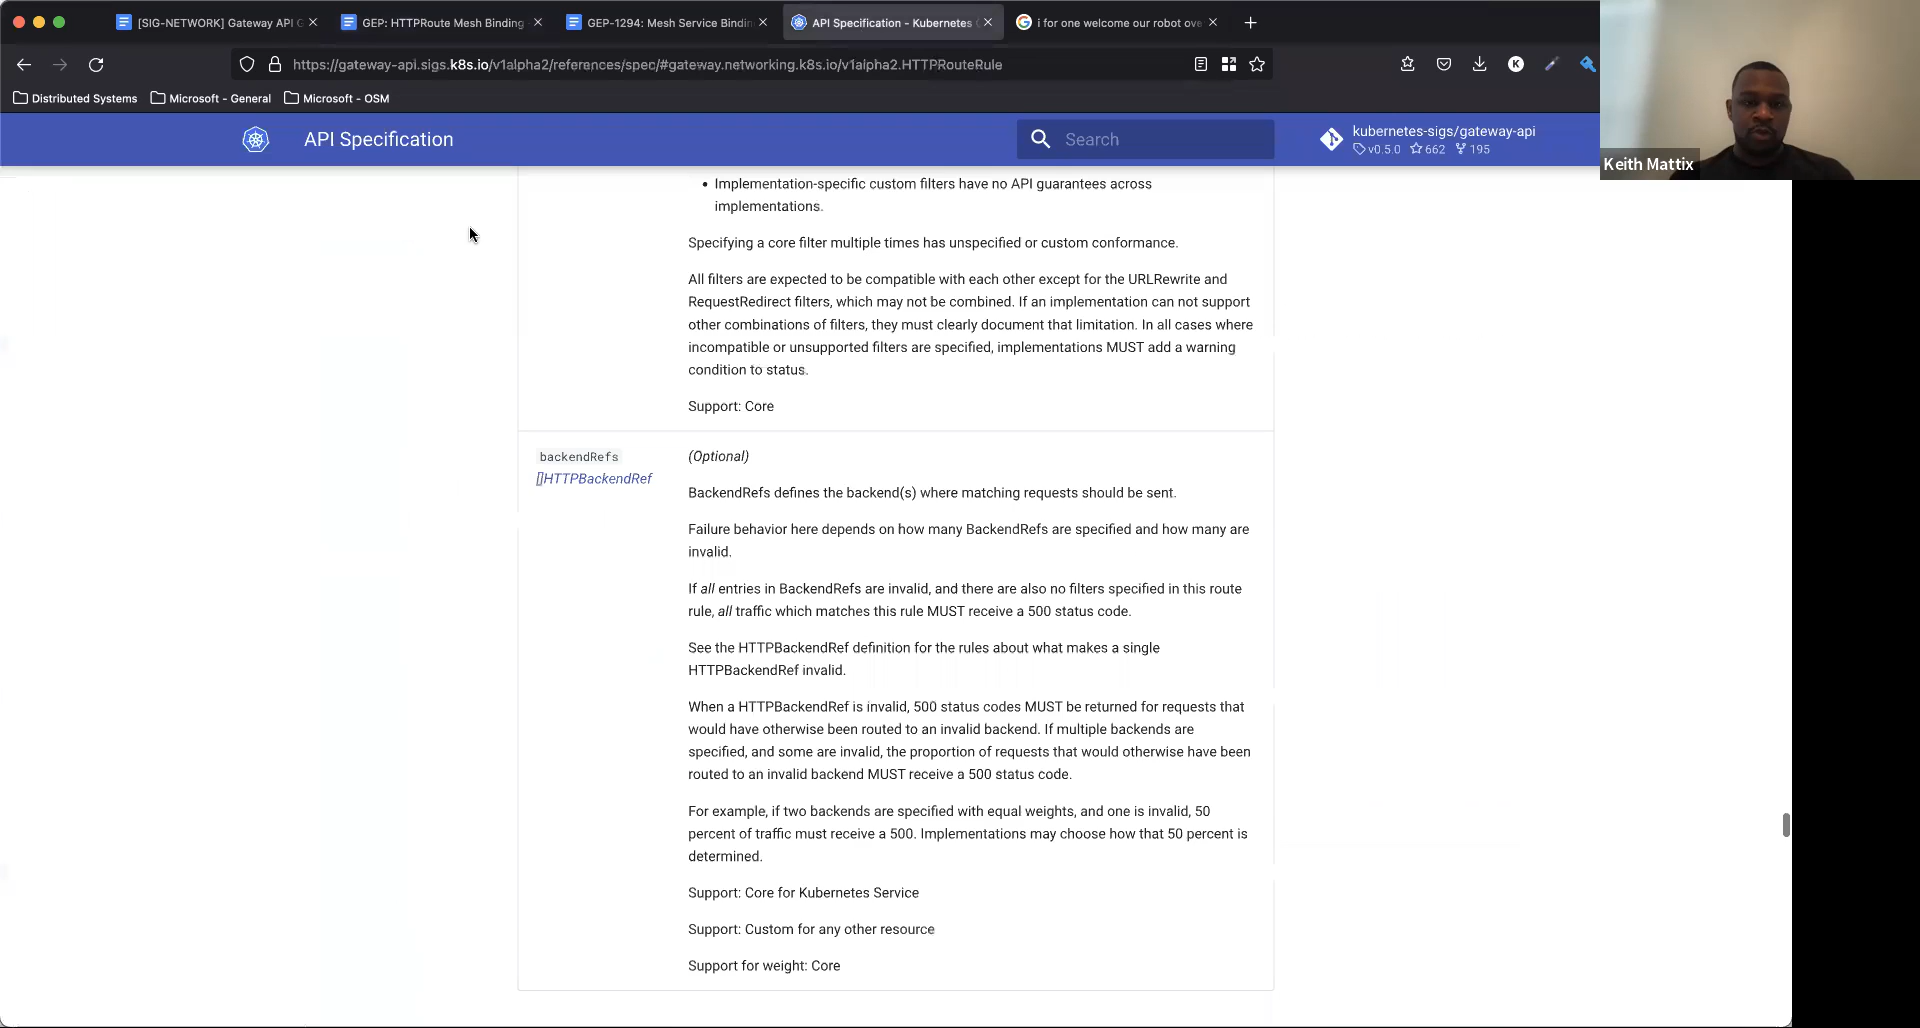 [SIG-NETWORK] Gateway API G
GEP: HTTPRoute Mesh Binding
GEP-1294: Mesh Service Bindin
API Specification - Kubernetes
i for one welcome our robot ove
https://gateway-api.sigs.k8s.io/v1alpha2/references/spec/#gateway.networking.k8s.io/v1alpha2.HTTPRouteRule
K
Distributed Systems
Microsoft - General
Microsoft - OSM
API Specification
Search
kubernetes-sigs/gateway-api
v0.5.0 662 195
Keith Mattix
• Implementation-specific custom filters have no API guarantees across
implementations.
Specifying a core filter multiple times has unspecified or custom conformance.
All filters are expected to be compatible with each other except for the URLRewrite and
RequestRedirect filters, which may not be combined. If an implementation can not support
other combinations of filters, they must clearly document that limitation. In all cases where
incompatible or unsupported filters are specified, implementations MUST add a warning
condition to status.
Support: Core
backendRefs
[]HTTPBackendRef
(Optional)
BackendRefs defines the backend(s) where matching requests should be sent.
Failure behavior here depends on how many BackendRefs are specified and how many are
invalid.
If all entries in BackendRefs are invalid, and there are also no filters specified in this route
rule, all traffic which matches this rule MUST receive a 500 status code.
See the HTTPBackendRef definition for the rules about what makes a single
HTTPBackendRef invalid.
When a HTTPBackendRef is invalid, 500 status codes MUST be returned for requests that
would have otherwise been routed to an invalid backend. If multiple backends are
specified, and some are invalid, the proportion of requests that would otherwise have been
routed to an invalid backend MUST receive a 500 status code.
For example, if two backends are specified with equal weights, and one is invalid, 50
percent of traffic must receive a 500. Implementations may choose how that 50 percent is
determined.
Support: Core for Kubernetes Service
Support: Custom for any other resource
Support for weight: Core